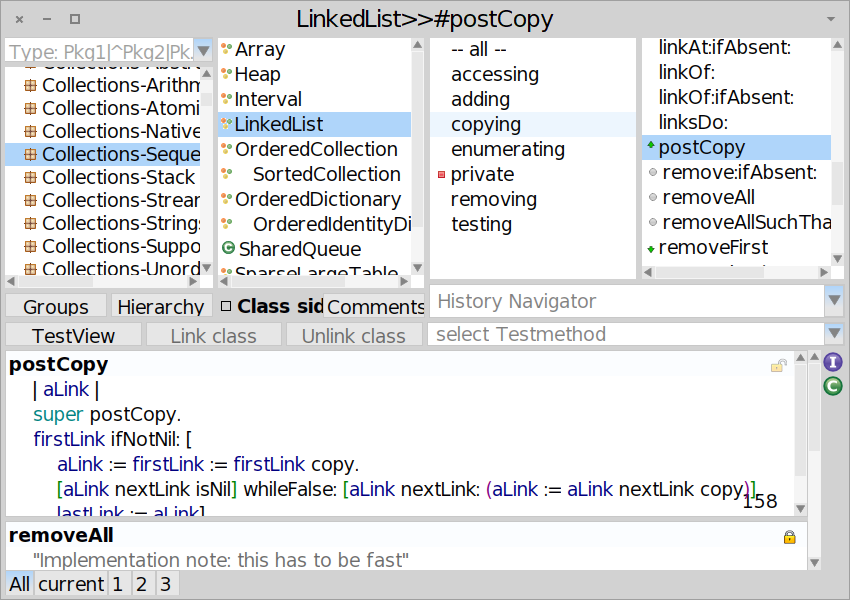 LinkedList>>#postCopy
Type: Pkg1|^Pkg2|Pk.
Collections-Arithm
Collections-Atomi
Collections-Native
Collections-Seque
Collections-Stack
Collections-Strear
Collections-String
Collections-Suppo
Collections-Unord
Array
Heap
Interval
LinkedList
OrderedCollection
SortedCollection
OrderedDictionary
OrderedIdentityDi
SharedQueue
SparseLargeTable
-- all --
accessing
adding
copying
enumerating
private
removing
testing
linkAt:ifAbsent:
linkOf:
linkOf:ifAbsent:
linksDo:
postCopy
remove:ifAbsent:
removeAll
removeAllSuchTha
removeFirst
Groups
Hierarchy
Class sid
Comments
History Navigator
TestView
Link class
Unlink class
select Testmethod
postCopy
| aLink |
super postCopy.
firstLink ifNotNil: [
aLink := firstLink := firstLink copy.
[aLink nextLink isNil] whileFalse: [aLink nextLink: (aLink := aLink nextLink copy)].
lastLink := aLink]
158
removeAll
"Implementation note: this has to be fast"
All current 1 2 3
I
C